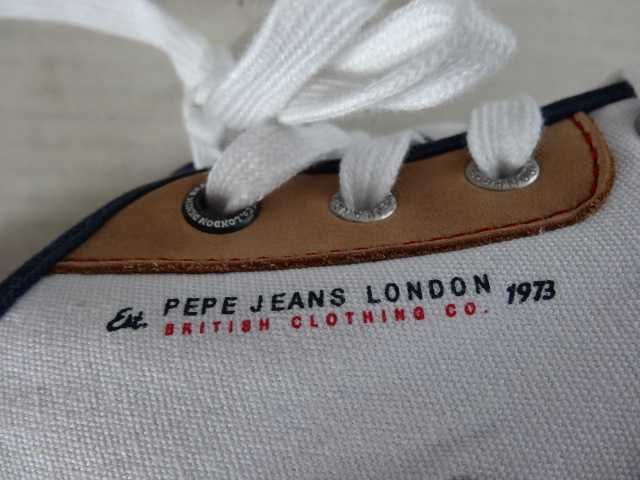 Est. PEPE JEANS LONDON 1973
BRITISH CLOTHING CO.